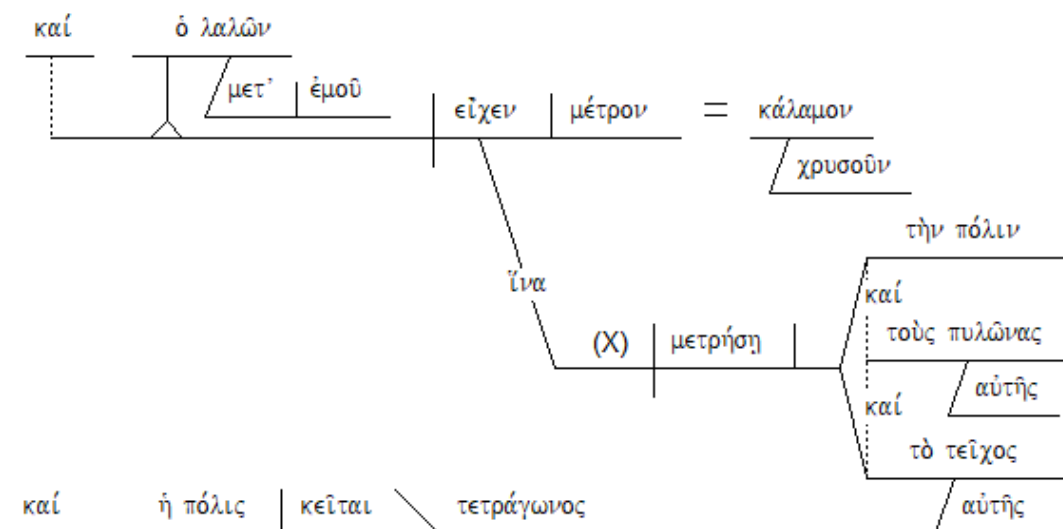 καί ὁ λαλῶν
μετ' ἐμοῦ
εἶχεν μέτρον = κάλαμον
χρυσοῦν
τὴν πόλιν
ἵνα
καί
(X) μετρήσῃ
τοὺς πυλῶνας
αὐτῆς
καί
τὸ τεῖχος
αὐτῆς
καί ἡ πόλις κεῖται τετράγωνος